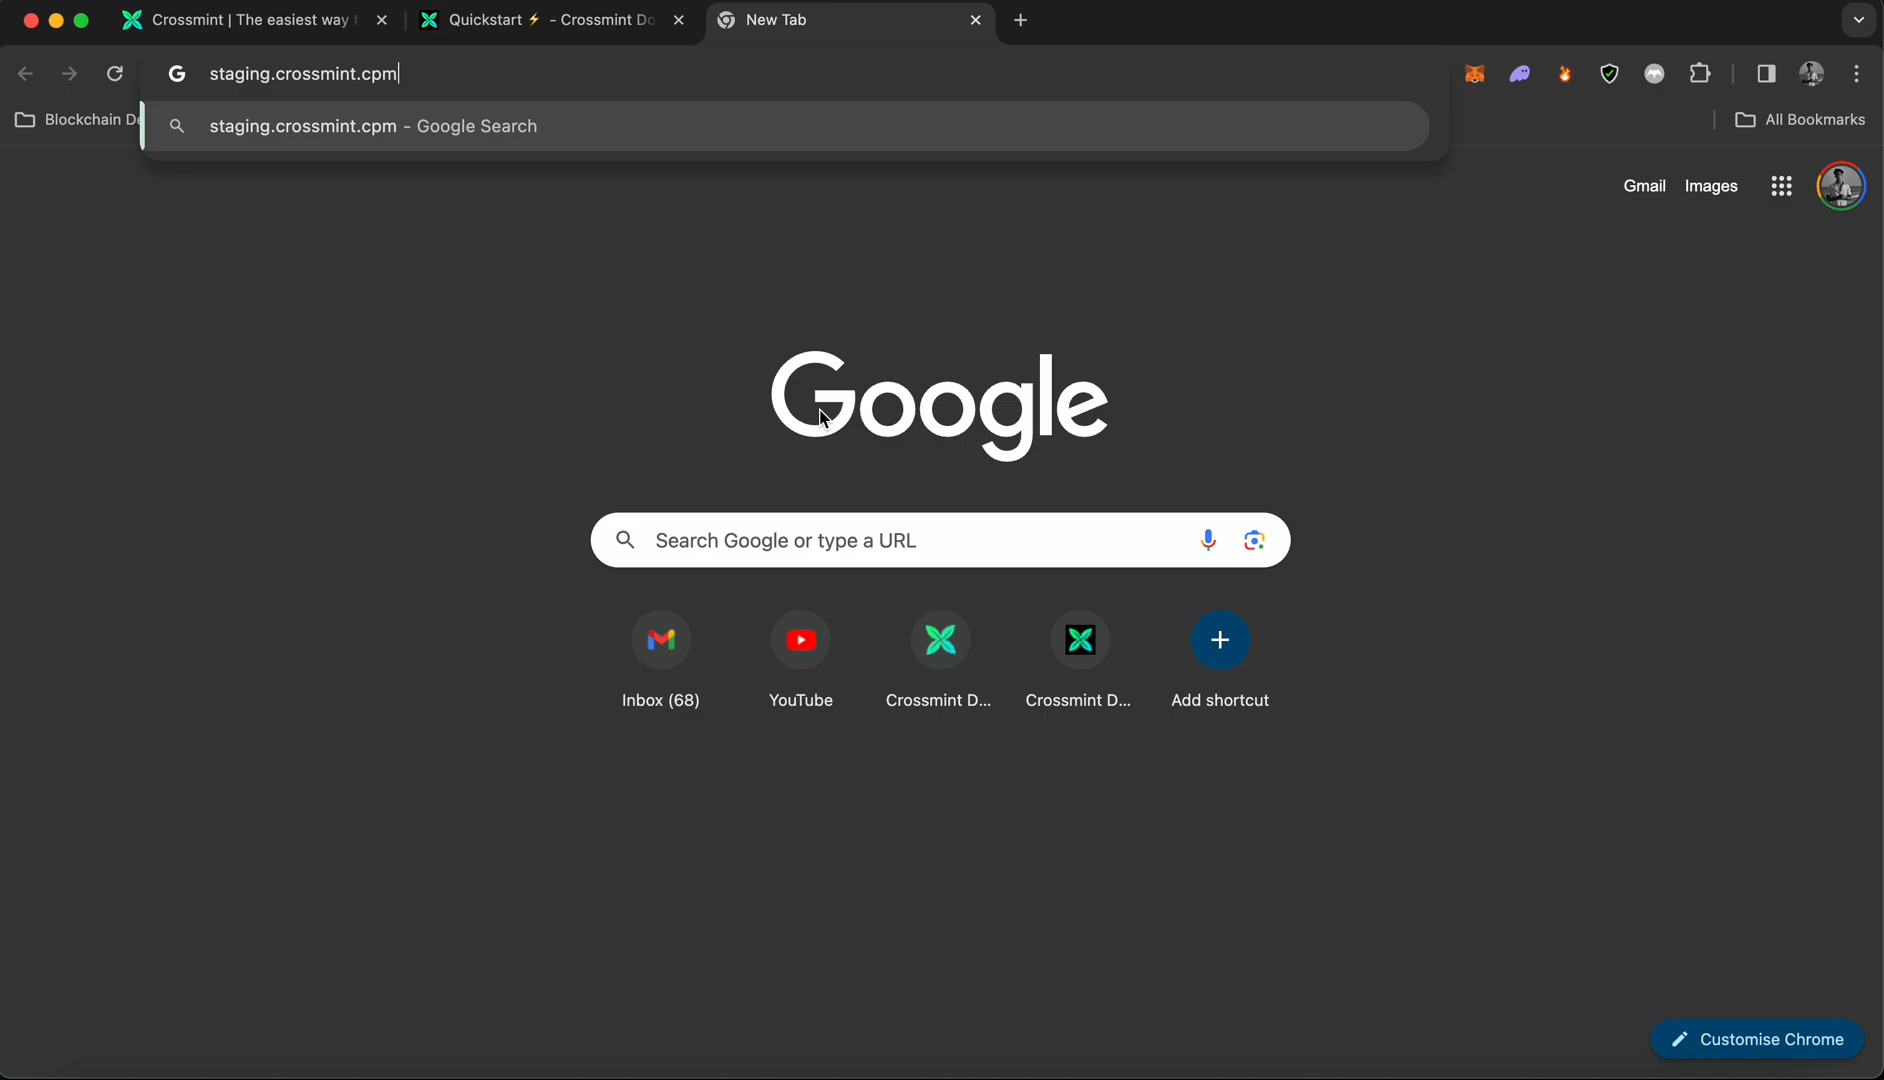 Crossmint | The easiest way t
Quickstart⚡ - Crossmint Do
New Tab
staging.crossmint.cpm
Blockchain De
staging.crossmint.cpm - Google Search
All Bookmarks
Gmail Images
Google
Search Google or type a URL
Inbox (68) YouTube Crossmint D... Crossmint D... Add shortcut
Customise Chrome